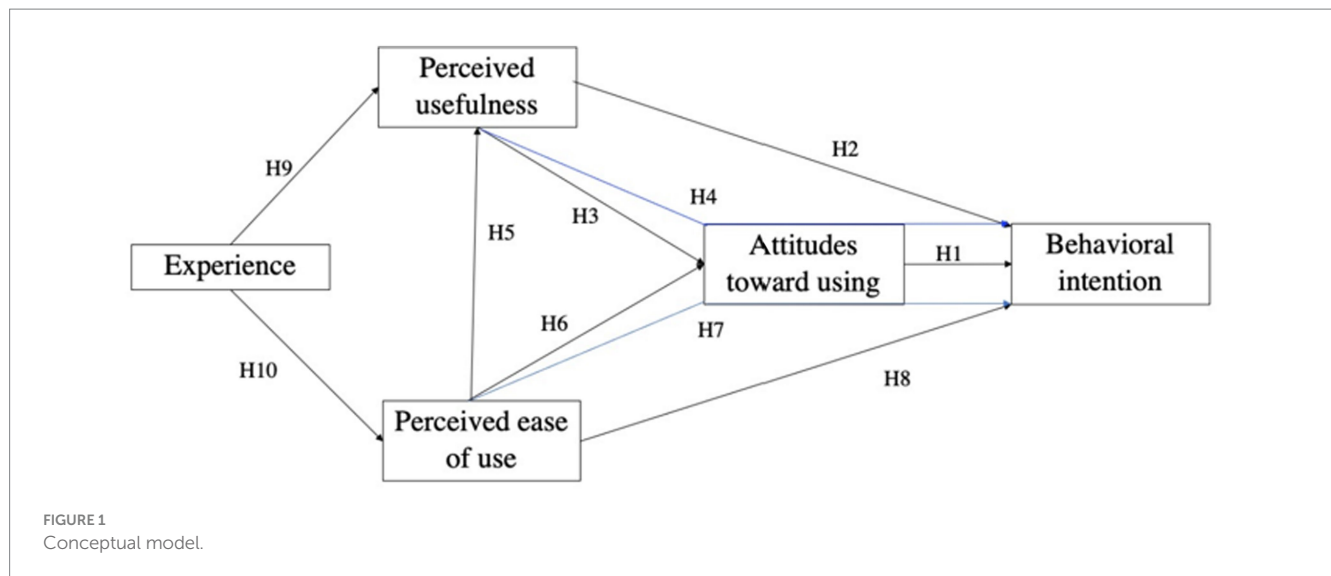 Perceived
usefulness
H2
H9
H4
H3
H5
Attitudes
toward using
H1
Behavioral
intention
Experience
H6
H7
H10
H8
Perceived ease
of use
FIGURE 1
Conceptual model.